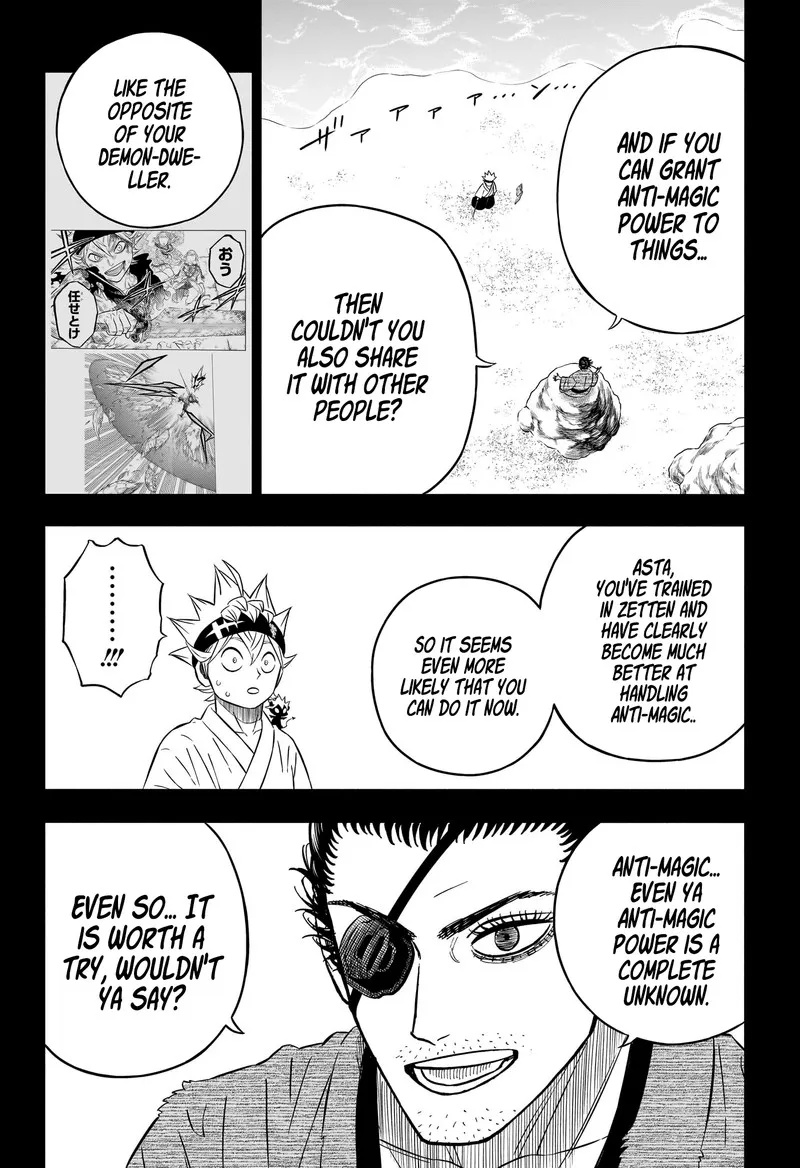 AND IF YOU
CAN GRANT
ANTI-MAGIC
POWER TO
THINGS...
THEN
COULDN'T YOU
ALSO SHARE
IT WITH OTHER
PEOPLE?
ザァァァ...ン...
LIKE THE
OPPOSITE
OF YOUR
DEMON-DWE-
LLER.
おう
任せとけ
ASTA,
YOU'VE TRAINED
IN ZETTEN AND
HAVE CLEARLY
BECOME MUCH
BETTER AT
HANDLING
ANTI-MAGIC..
SO IT SEEMS
EVEN MORE
LIKELY THAT YOU
CAN DO IT NOW.
........!!!
ANTI-MAGIC...
EVEN YA
ANTI-MAGIC
POWER IS A
COMPLETE
UNKNOWN.
EVEN SO... IT
IS WORTH A
TRY, WOULDN'T
YA SAY?